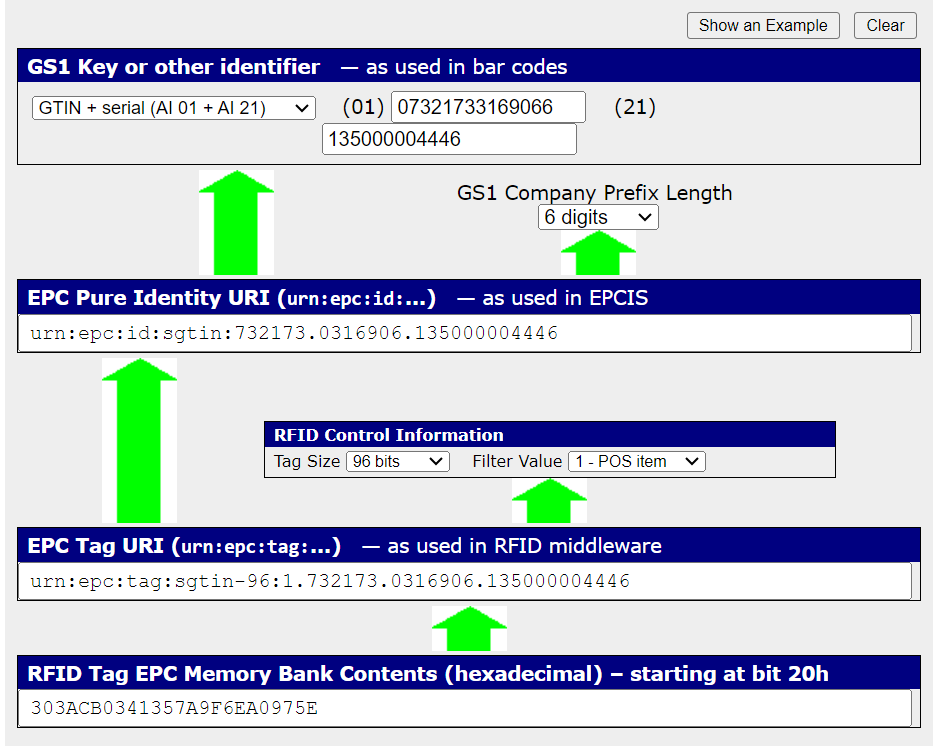 Show an Example Clear
GS1 Key or other identifier — as used in bar codes
GTIN + serial (AI 01 + AI 21) (01) 07321733169066 (21)
135000004446
GS1 Company Prefix Length
6 digits
EPC Pure Identity URI (urn:epc:id:...) — as used in EPCIS
urn:epc:id:sgtin:732173.0316906.135000004446
RFID Control Information
Tag Size 96 bits Filter Value 1 - POS item
EPC Tag URI (urn:epc:tag:...) — as used in RFID middleware
urn:epc:tag:sgtin-96:1.732173.0316906.135000004446
RFID Tag EPC Memory Bank Contents (hexadecimal) – starting at bit 20h
303ACB0341357A9F6EA0975E